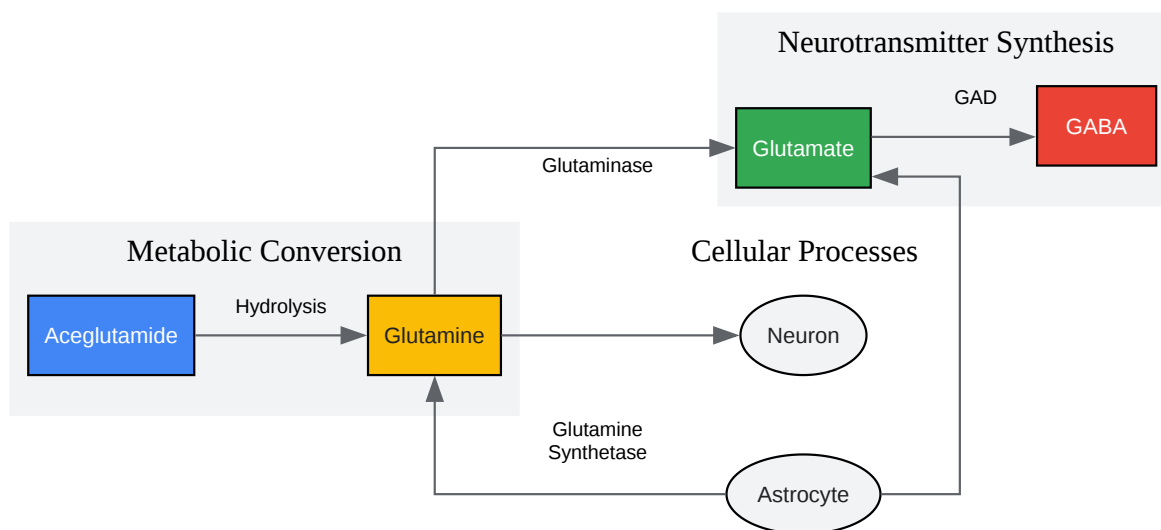 Neurotransmitter Synthesis
GAD
GABA
Glutamate
Glutaminase
Metabolic Conversion
Cellular Processes
Hydrolysis
Aceglutamide
Glutamine
Neuron
Glutamine
Synthetase
Astrocyte